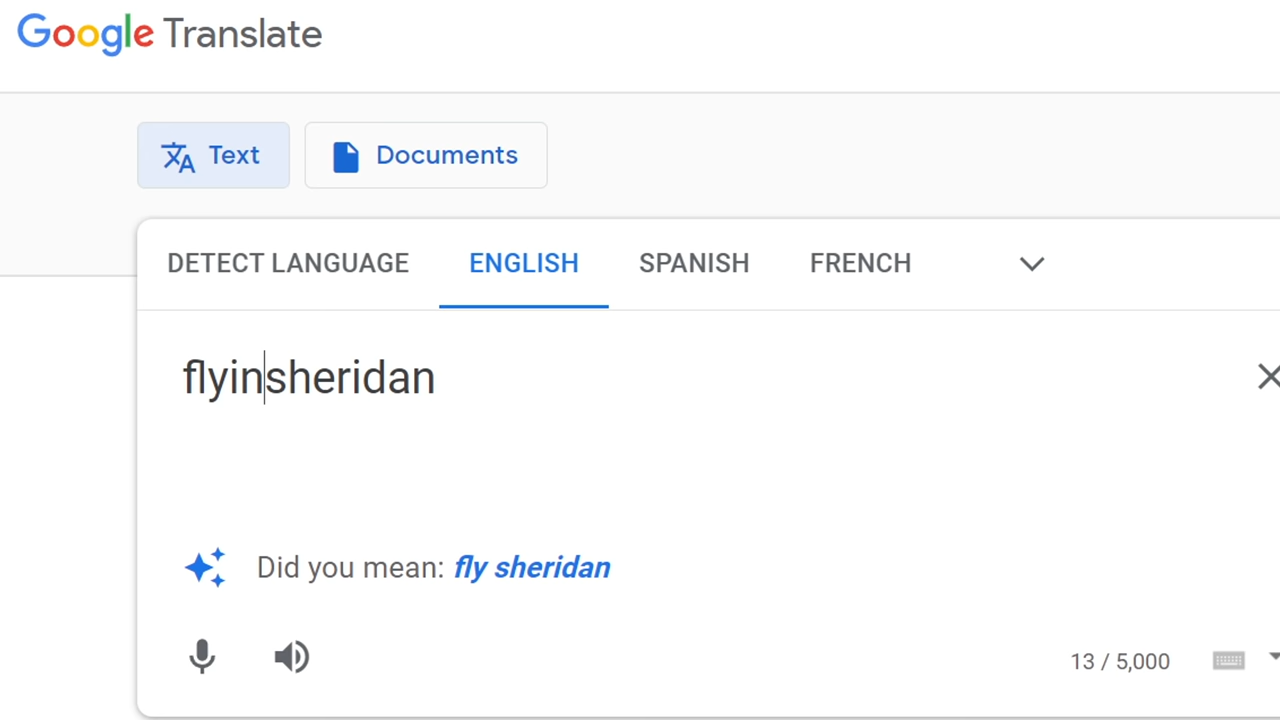 Google Translate
Text Documents
DETECT LANGUAGE ENGLISH SPANISH FRENCH
flyinsheridan
Did you mean: fly sheridan
13 / 5,000